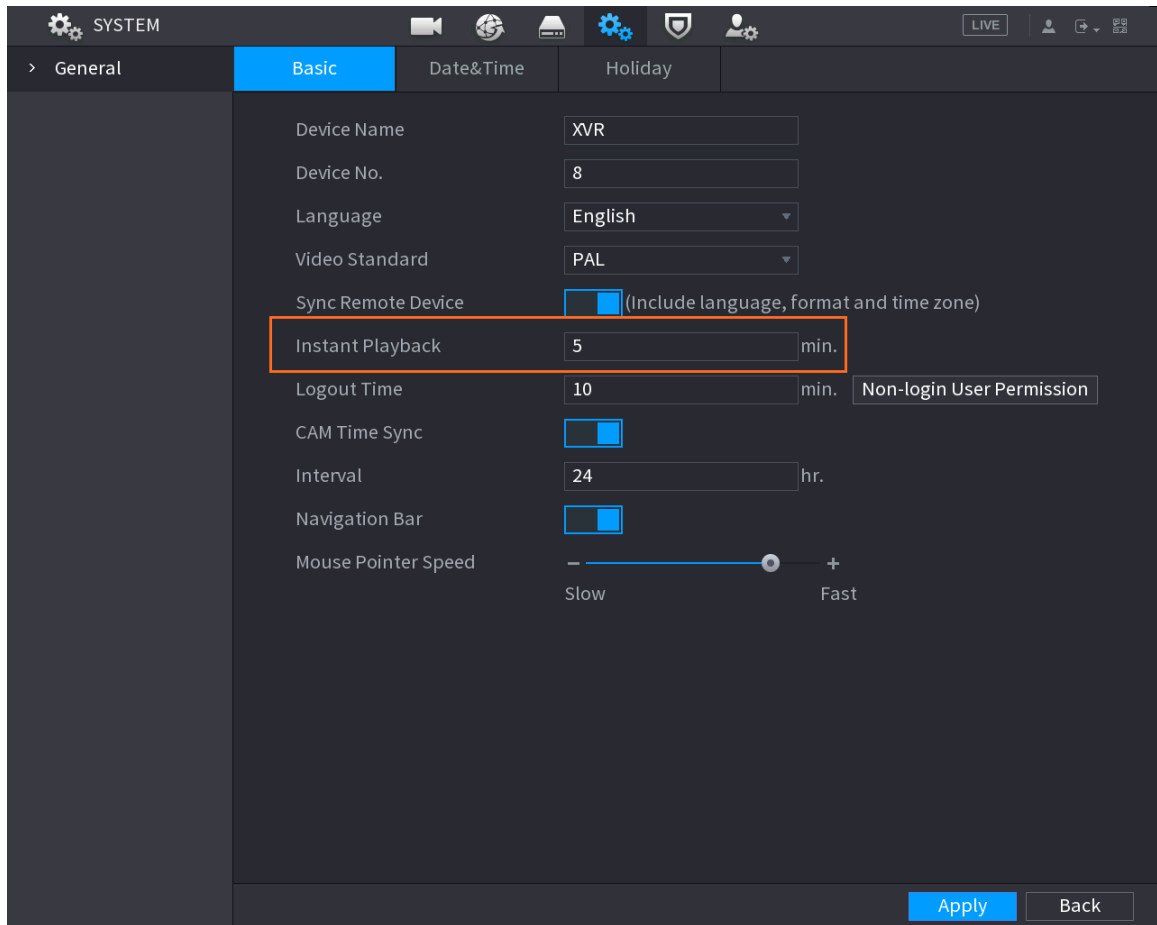 SYSTEM
LIVE
General
Basic
Date&Time
Holiday
Device Name
XVR
Device No.
8
Language
English
Video Standard
PAL
Sync Remote Device
(Include language, format and time zone)
Instant Playback
5
min.
Logout Time
10
min.
Non-login User Permission
CAM Time Sync
Interval
24
hr.
Navigation Bar
Mouse Pointer Speed
Slow
Fast
Apply
Back